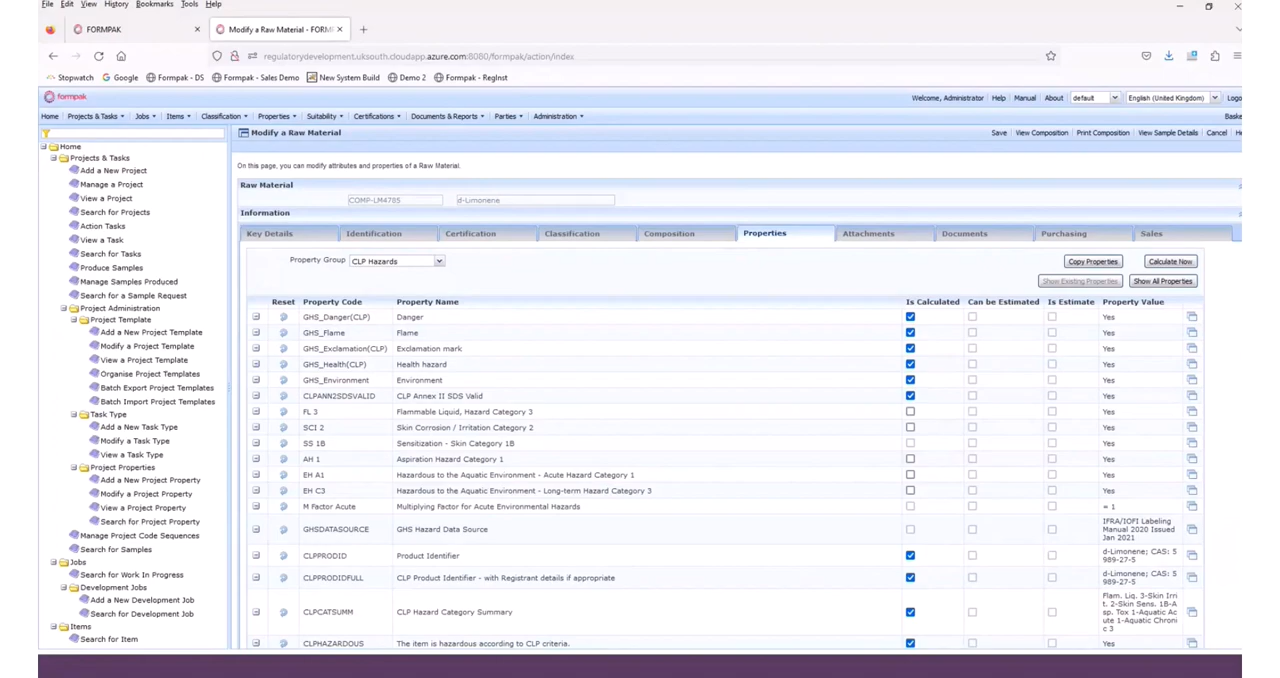 File Edit View History Bookmarks Tools Help
FORMPAK
Modify a Raw Material - FORM
regulatorydevelopment.uksouth.cloudapp.azure.com:8080/formpak/action/index
Stopwatch Google Formpak - DS Formpak - Sales Demo New System Build Demo 2 Formpak - RegInst
formpak
Welcome, Administrator Help Manual About default English (United Kingdom) Logo
Home Projects & Tasks Jobs Items Classification Properties Suitability Certifications Documents & Reports Parties Administration Baske
Modify a Raw Material Save View Composition Print Composition View Sample Details Cancel He
On this page, you can modify attributes and properties of a Raw Material.
Raw Material
COMP-LM4785 d-Limonene
Information
Key Details Identification Certification Classification Composition Properties Attachments Documents Purchasing Sales
Property Group CLP Hazards Copy Properties Calculate Now
Show Existing Properties Show All Properties
Reset Property Code Property Name Is Calculated Can be Estimated Is Estimate Property Value
GHS_Danger(CLP) Danger Yes
GHS_Flame Flame Yes
GHS_Exclamation(CLP) Exclamation mark Yes
GHS_Health(CLP) Health hazard Yes
GHS_Environment Environment Yes
CLPANN2SDSVALID CLP Annex II SDS Valid Yes
FL 3 Flammable Liquid, Hazard Category 3 Yes
SCI 2 Skin Corrosion / Irritation Category 2 Yes
SS 1B Sensitization - Skin Category 1B Yes
AH 1 Aspiration Hazard Category 1 Yes
EH A1 Hazardous to the Aquatic Environment - Acute Hazard Category 1 Yes
EH C3 Hazardous to the Aquatic Environment - Long-term Hazard Category 3 Yes
M Factor Acute Multiplying Factor for Acute Environmental Hazards = 1
GHSDATASOURCE GHS Hazard Data Source IFRA/IOFI Labeling
Manual 2020 Issued
Jan 2021
CLPPRODID Product Identifier d-Limonene; CAS: 5
989-27-5
CLPPRODIDFULL CLP Product Identifier - with Registrant details if appropriate d-Limonene; CAS: 5
989-27-5
CLPCATSUMM CLP Hazard Category Summary Flam. Liq. 3-Skin Irri
t. 2-Skin Sens. 1B-A
sp. Tox 1-Aquatic Ac
ute 1-Aquatic Chroni
c 3
CLPHAZARDOUS The item is hazardous according to CLP criteria. Yes
Home
Projects & Tasks
Add a New Project
Manage a Project
View a Project
Search for Projects
Action Tasks
View a Task
Search for Tasks
Produce Samples
Manage Samples Produced
Search for a Sample Request
Project Administration
Project Template
Add a New Project Template
Modify a Project Template
View a Project Template
Organise Project Templates
Batch Export Project Templates
Batch Import Project Templates
Task Type
Add a New Task Type
Modify a Task Type
View a Task Type
Project Properties
Add a New Project Property
Modify a Project Property
View a Project Property
Search for Project Property
Manage Project Code Sequences
Search for Samples
Jobs
Search for Work In Progress
Development Jobs
Add a New Development Job
Search for Development Job
Items
Search for Item